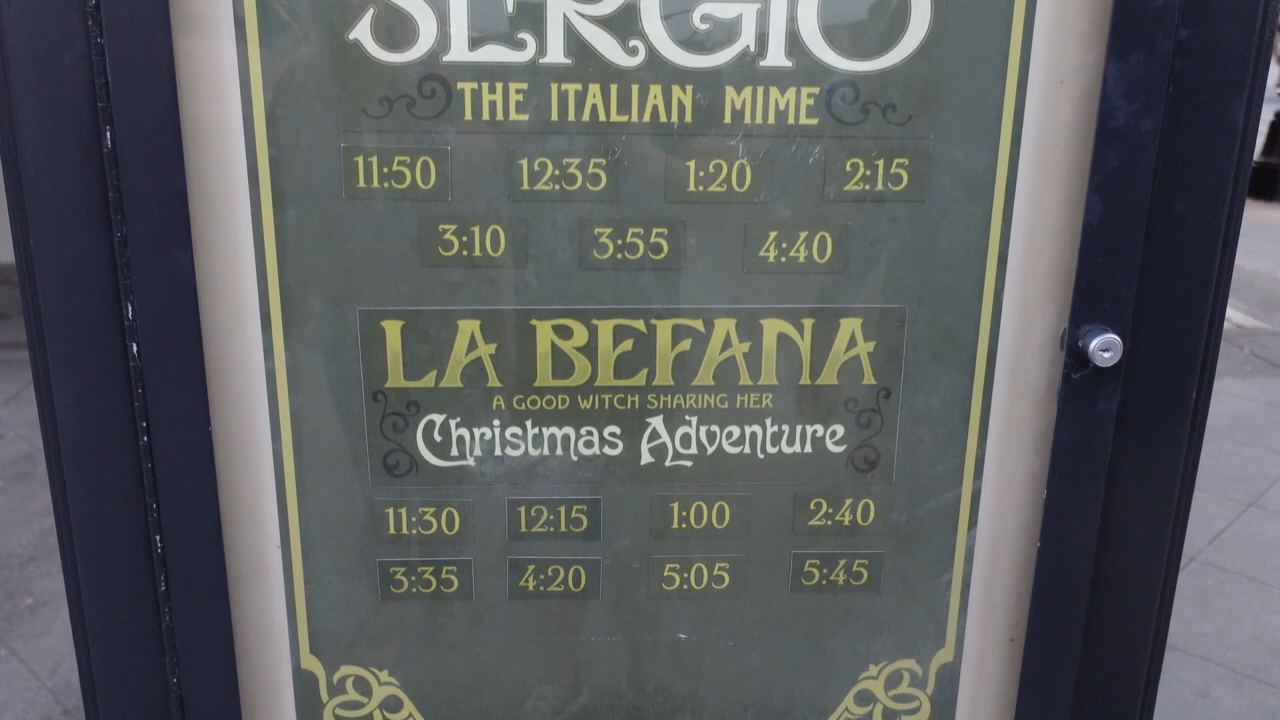 SERGIO
THE ITALIAN MIME
11:50 12:35 1:20 2:15
3:10 3:55 4:40
LA BEFANA
A GOOD WITCH SHARING HER
Christmas Adventure
11:30 12:15 1:00 2:40
3:35 4:20 5:05 5:45